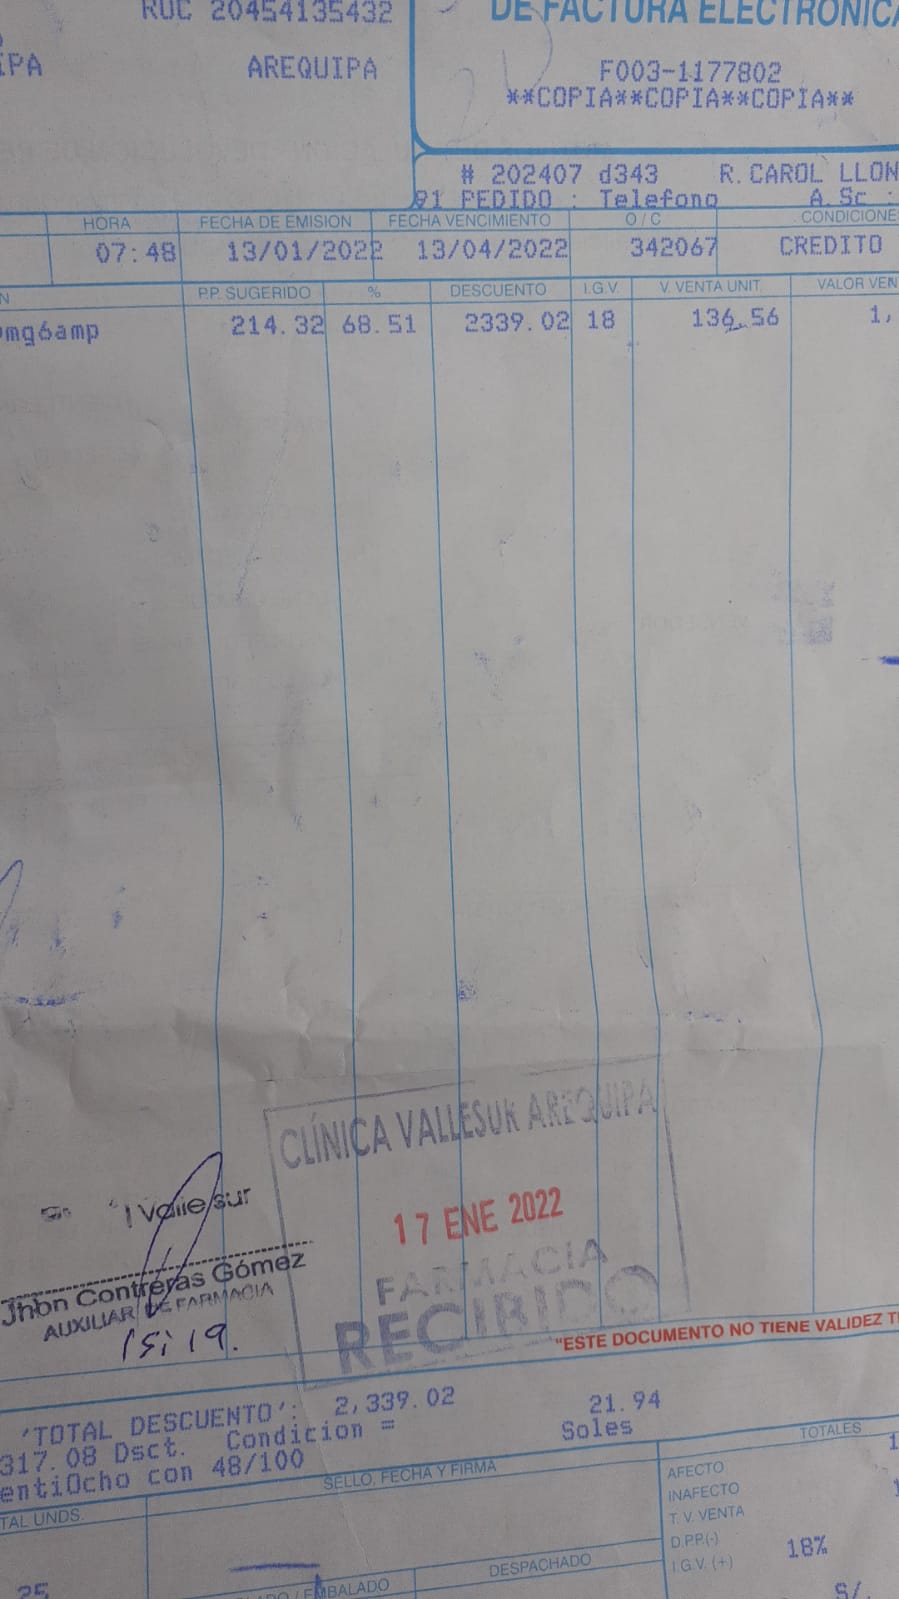 RUC 20454135432
DE FACTURA ELECTRONICA
IPA AREQUIPA
F003-1177802
**COPIA**COPIA**COPIA**
# 202407 d343 R.CAROL LLON
91 PEDIDO : Telefono A.Sc :
HORA FECHA DE EMISION FECHA VENCIMIENTO O / C CONDICIONE
07:48 13/01/2022 13/04/2022 342067 CREDITO
N P.P. SUGERIDO % DESCUENTO I.G.V. V. VENTA UNIT. VALOR VEN
mg6amp 214.32 68.51 2339.02 18 136.56 1,
CLÍNICA VALLESUR AREQUIPA
17 ENE 2022
FARMACIA
RECIBIDO
Vallesur
Jhon Contreras Gómez
AUXILIAR DE FARMACIA
15:19.
"ESTE DOCUMENTO NO TIENE VALIDEZ T
'TOTAL DESCUENTO': 2,339.02 21.94
317.08 Dsct. Condicion = Soles
entiOcho con 48/100
TOTALES
SELLO, FECHA Y FIRMA
TAL UNDS.
AFECTO
INAFECTO
T. V. VENTA
D.P.P.(-)
I.G.V. (+) 18%
DESPACHADO
EMBALADO
25 S/.